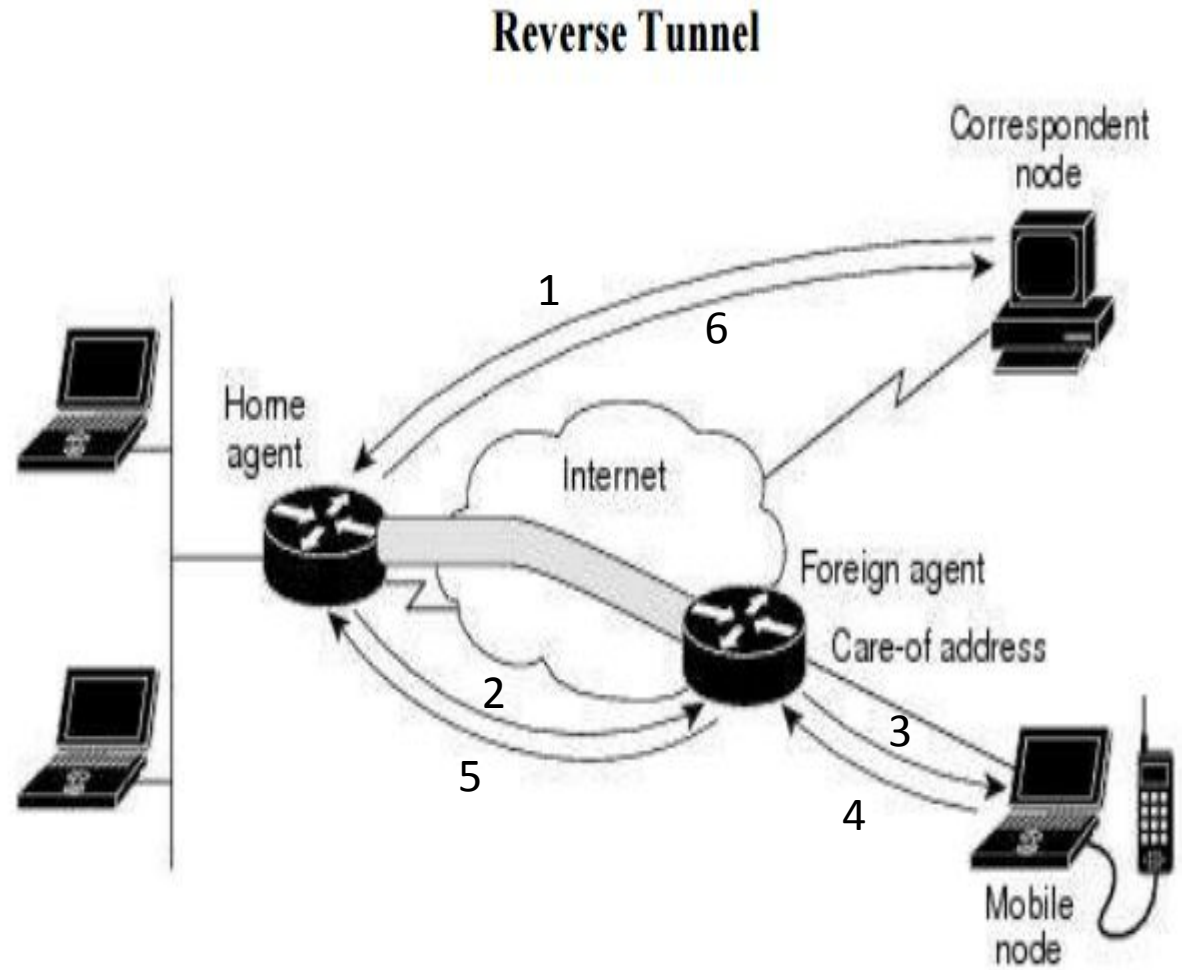 Reverse Tunnel
Correspondent
node
1
6
Home
agent
Internet
Foreign agent
Care-of address
2
3
5
4
Mobile
node